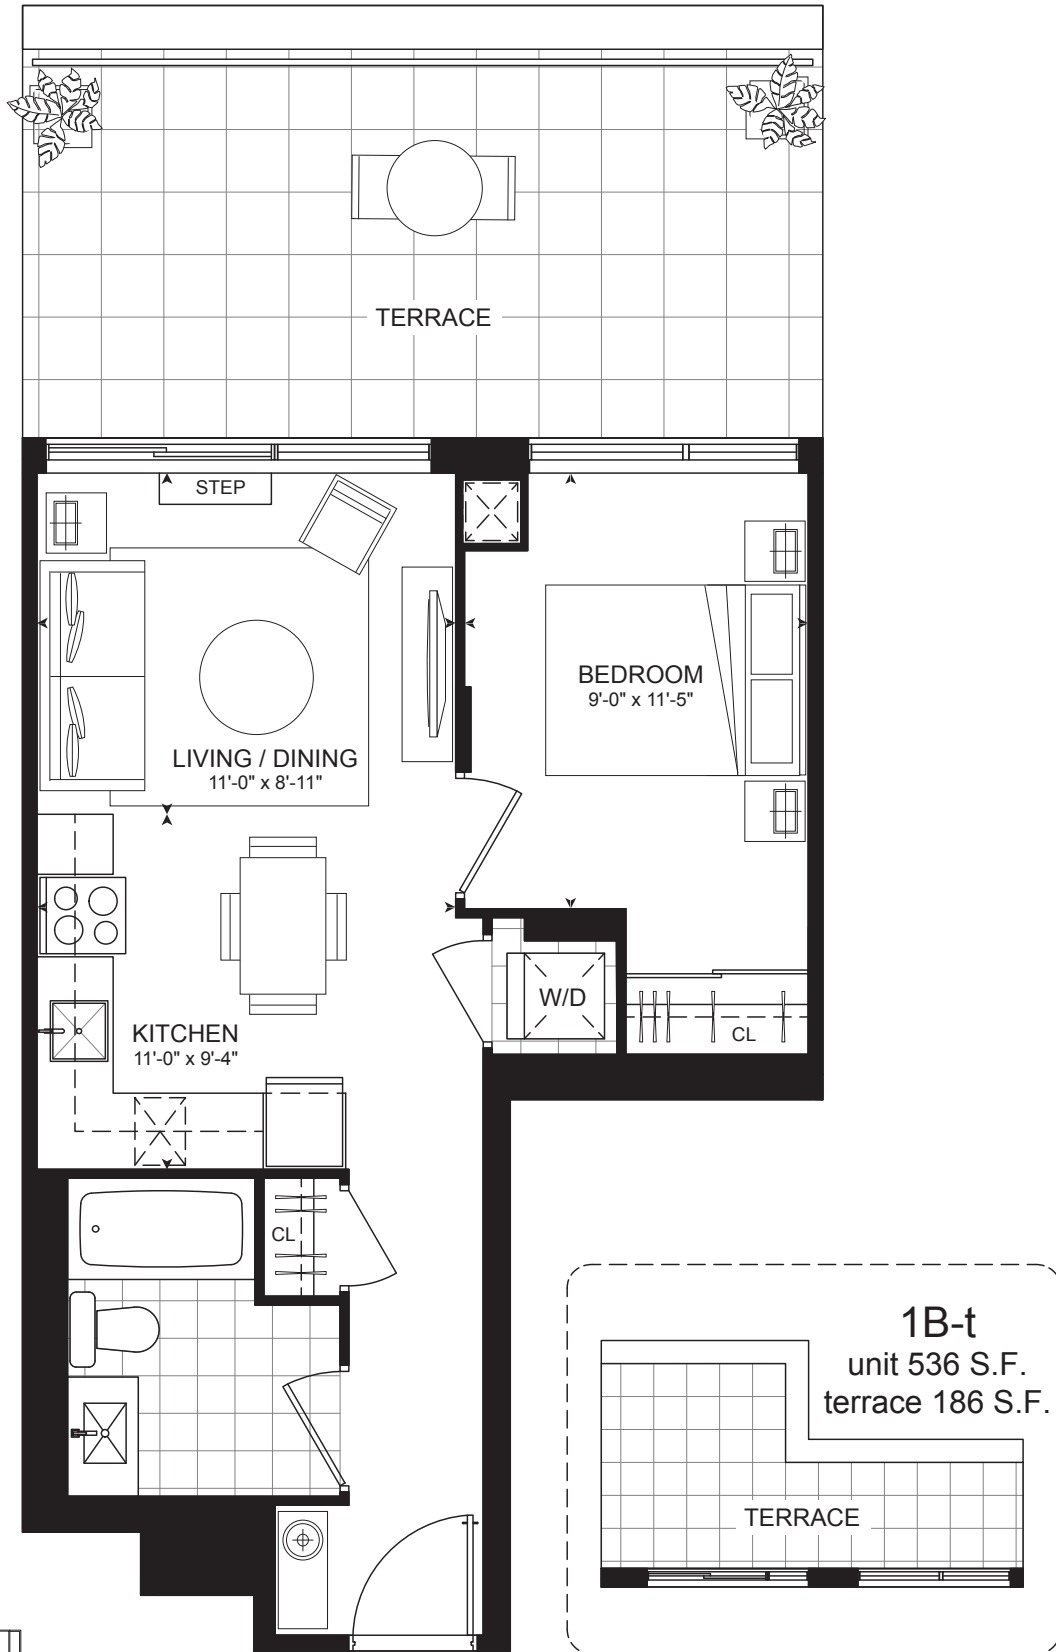 TERRACE
STEP
BEDROOM
9'-0" x 11'-5"
LIVING / DINING
11'-0" x 8'-11"
W/D
KITCHEN
11'-0" x 9'-4"
CL
CL
1B-t
unit 536 S.F.
terrace 186 S.F.
TERRACE